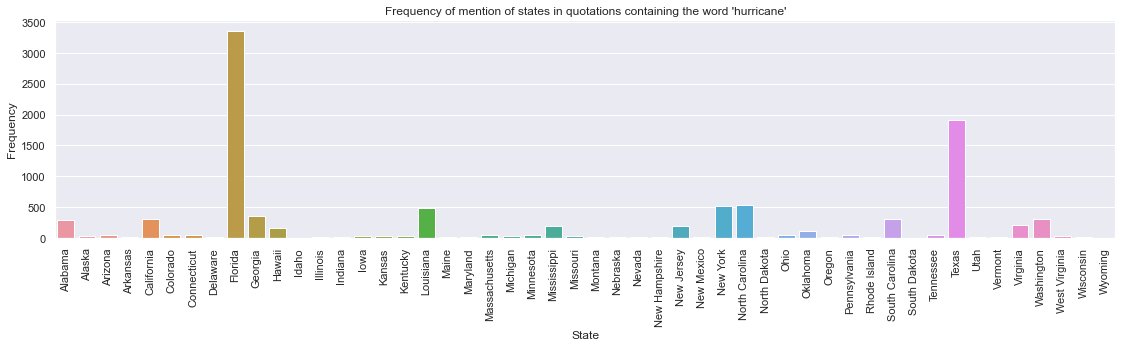 Frequency of mention of states in quotations containing the word 'hurricane'
3500
3000
2500
2000
1500
1000
500
0
Frequency
Alabama
Alaska
Arizona
Arkansas
California
Colorado
Connecticut
Delaware
Florida
Georgia
Hawaii
Idaho
Illinois
Indiana
Iowa
Kansas
Kentucky
Louisiana
Maine
Maryland
Massachusetts
Michigan
Minnesota
Mississippi
Missouri
Montana
Nebraska
Nevada
New Hampshire
New Jersey
New Mexico
New York
North Carolina
North Dakota
Ohio
Oklahoma
Oregon
Pennsylvania
Rhode Island
South Carolina
South Dakota
Tennessee
Texas
Utah
Vermont
Virginia
Washington
West Virginia
Wisconsin
Wyoming
State